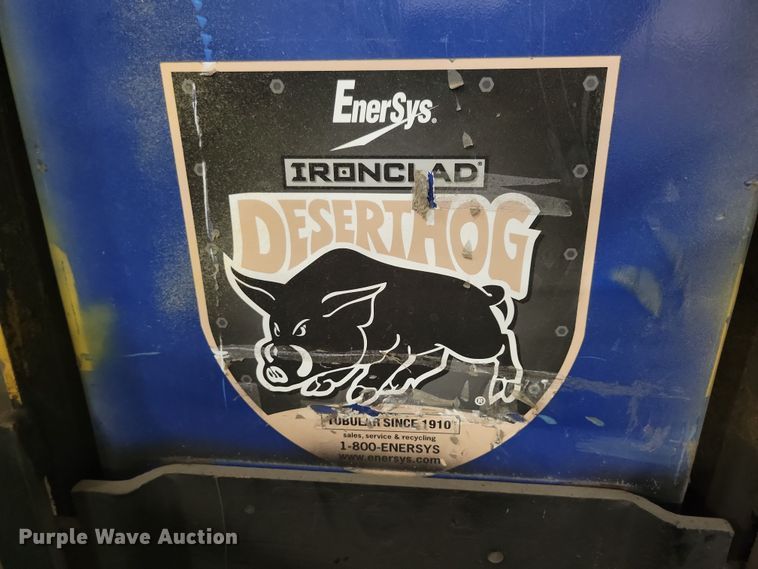 EnerSys®
IRONCLAD®
DESERTHOG
®
TUBULAR SINCE 1910
sales, service & recycling
1-800-ENERSYS
www.enersys.com
Purple Wave Auction